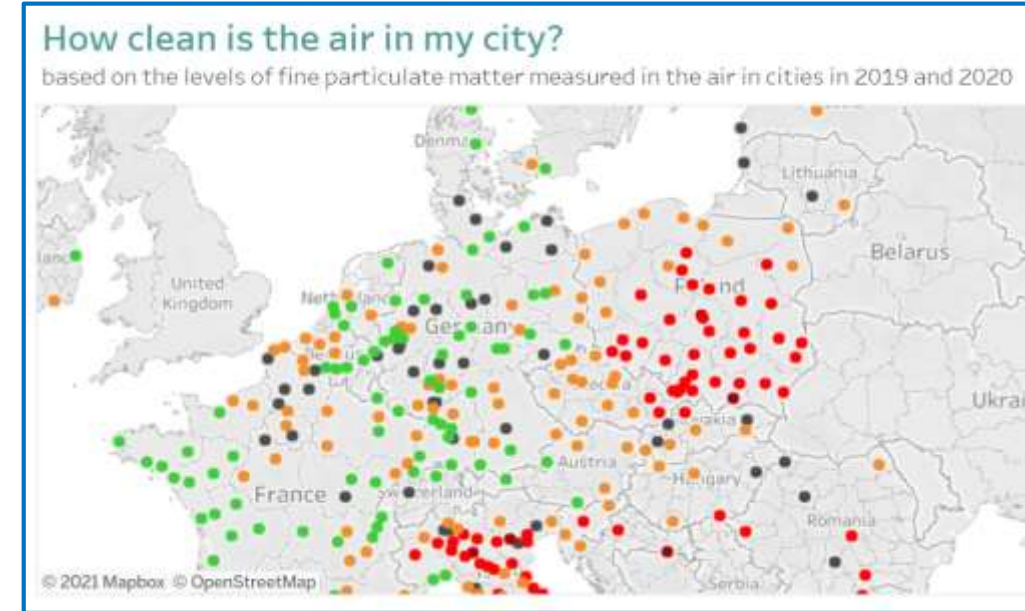 How clean is the air in my city?
based on the levels of fine particulate matter measured in the air in cities in 2019 and 2020
Lithuania
Belarus
United
Kingdom
France
Austria
Hungary
Romania
Serbia
© 2021 Mapbox © OpenStreetMap